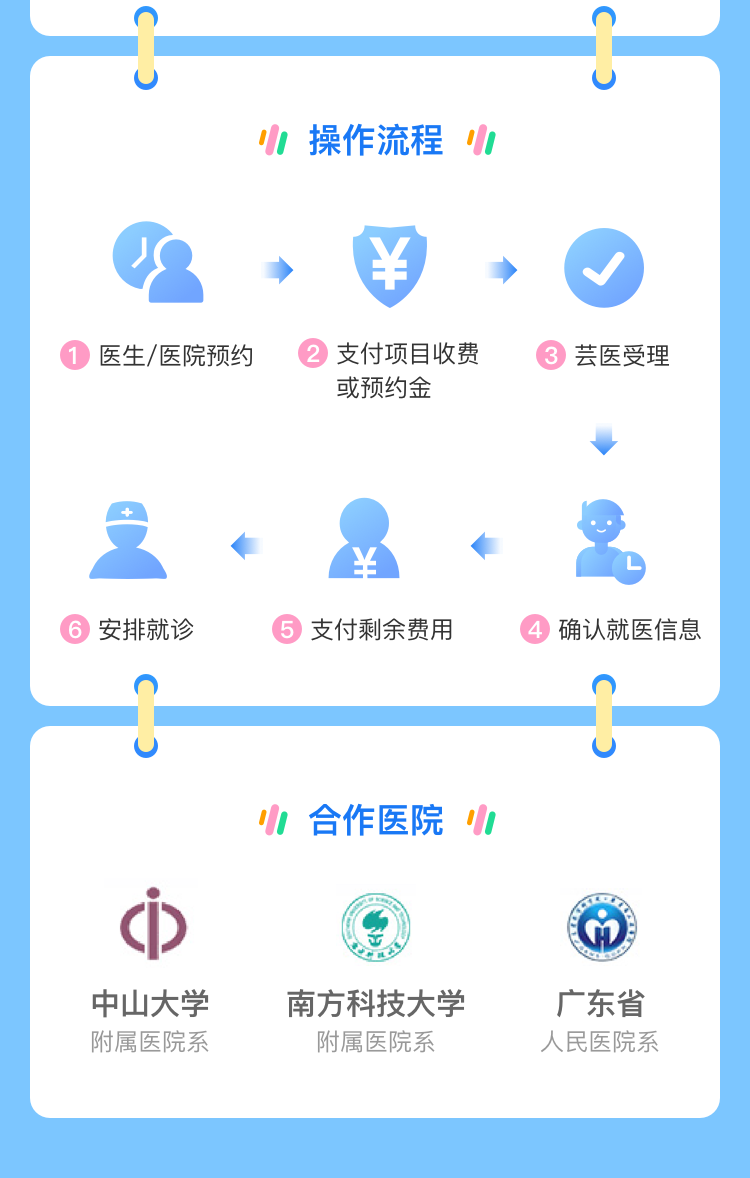 操作流程
1 医生/医院预约
2 支付项目收费
或预约金
3 芸医受理
6 安排就诊
5 支付剩余费用
4 确认就医信息
合作医院
中山大学
附属医院系
南方科技大学
附属医院系
广东省
人民医院系